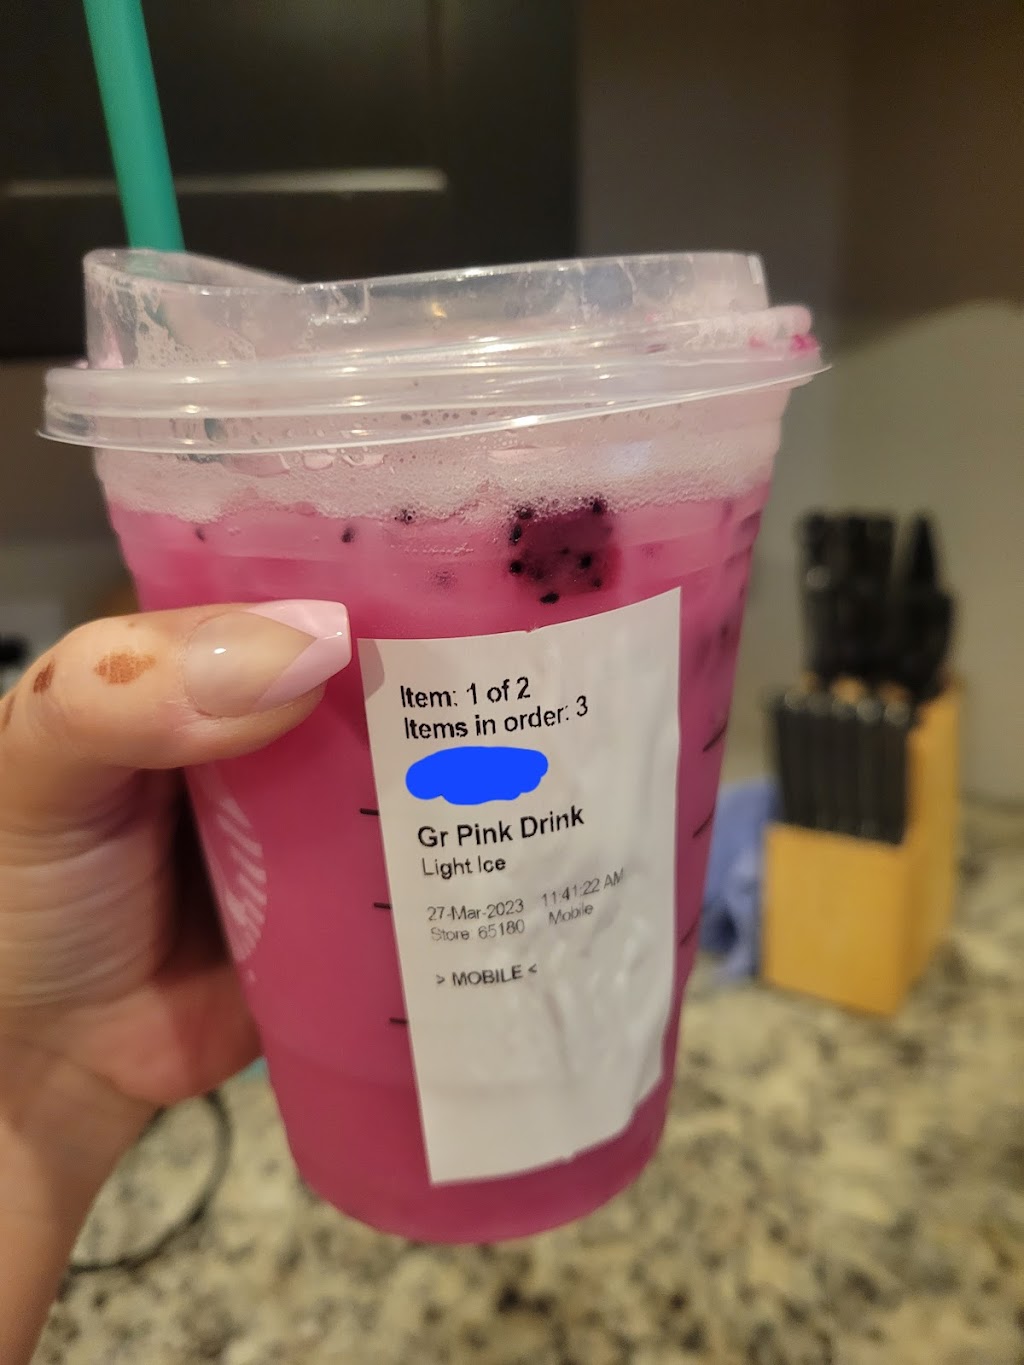 Item: 1 of 2
Items in order: 3
Gr Pink Drink
Light Ice
27-Mar-2023 11:41:22 AM
Store 65180 Mobile
> MOBILE <